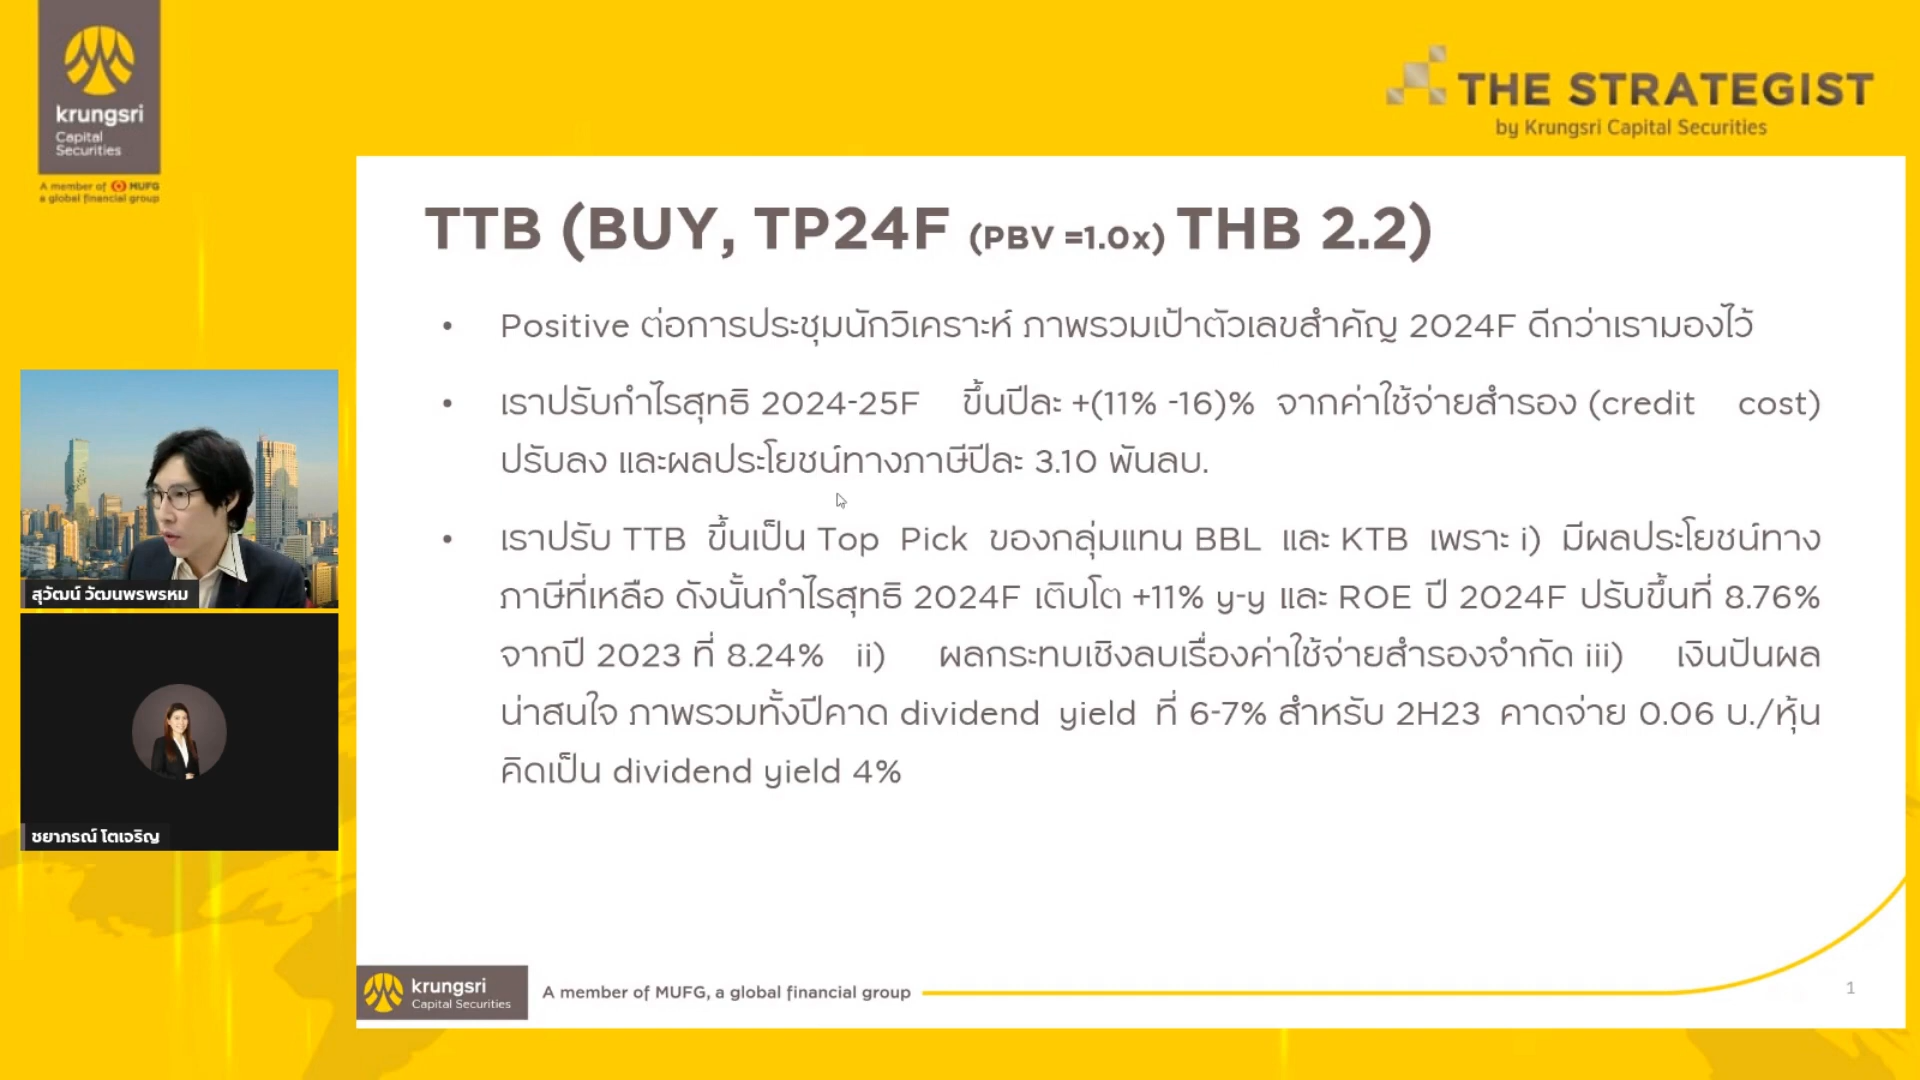 krungsri
Capital
Securities
A member of MUFG
a global financial group
THE STRATEGIST
by Krungsri Capital Securities
TTB (BUY, TP24F (PBV =1.0x) THB 2.2)
• Positive ต่อการประชุมนักวิเคราะห์ ภาพรวมเป้าตัวเลขสำคัญ 2024F ดีกว่าเรามองไว้
• เราปรับกำไรสุทธิ 2024-25F ขึ้นปีละ +(11% -16)% จากค่าใช้จ่ายสำรอง (credit cost)
ปรับลง และผลประโยชน์ทางภาษีปีละ 3.10 พันลบ.
• เราปรับ TTB ขึ้นเป็น Top Pick ของกลุ่มแทน BBL และ KTB เพราะ i) มีผลประโยชน์ทาง
ภาษีที่เหลือ ดังนั้นกำไรสุทธิ 2024F เติบโต +11% y-y และ ROE ปี 2024F ปรับขึ้นที่ 8.76%
จากปี 2023 ที่ 8.24% ii) ผลกระทบเชิงลบเรื่องค่าใช้จ่ายสำรองจำกัด iii) เงินปันผล
น่าสนใจ ภาพรวมทั้งปีคาด dividend yield ที่ 6-7% สำหรับ 2H23 คาดจ่าย 0.06 บ./หุ้น
คิดเป็น dividend yield 4%
สุวัฒน์ วัฒนพรพรหม
ชยาภรณ์ โตเจริญ
krungsri
Capital Securities
A member of MUFG, a global financial group
1